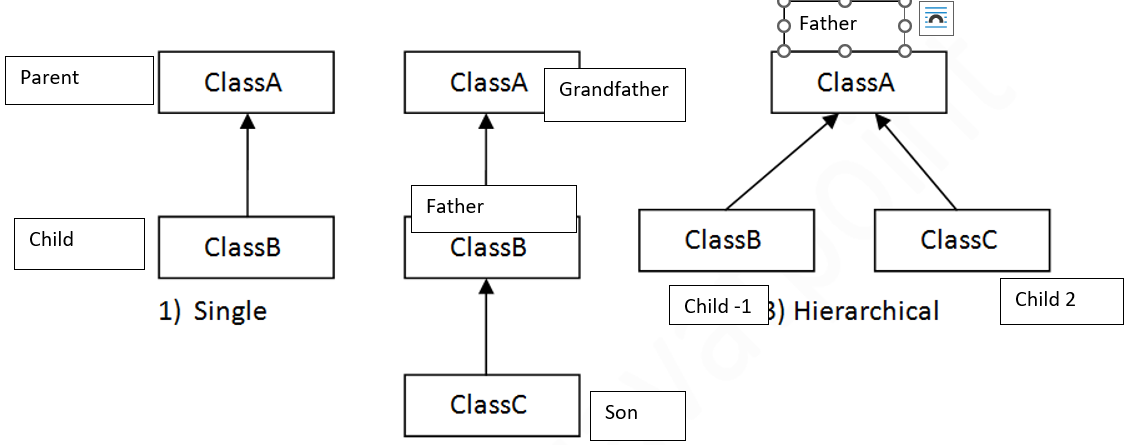 Father
Parent
ClassA
ClassA
Grandfather
ClassA
Father
Child
ClassB
ClassB
ClassB
ClassC
1) Single
Child -1
3) Hierarchical
Child 2
ClassC
Son